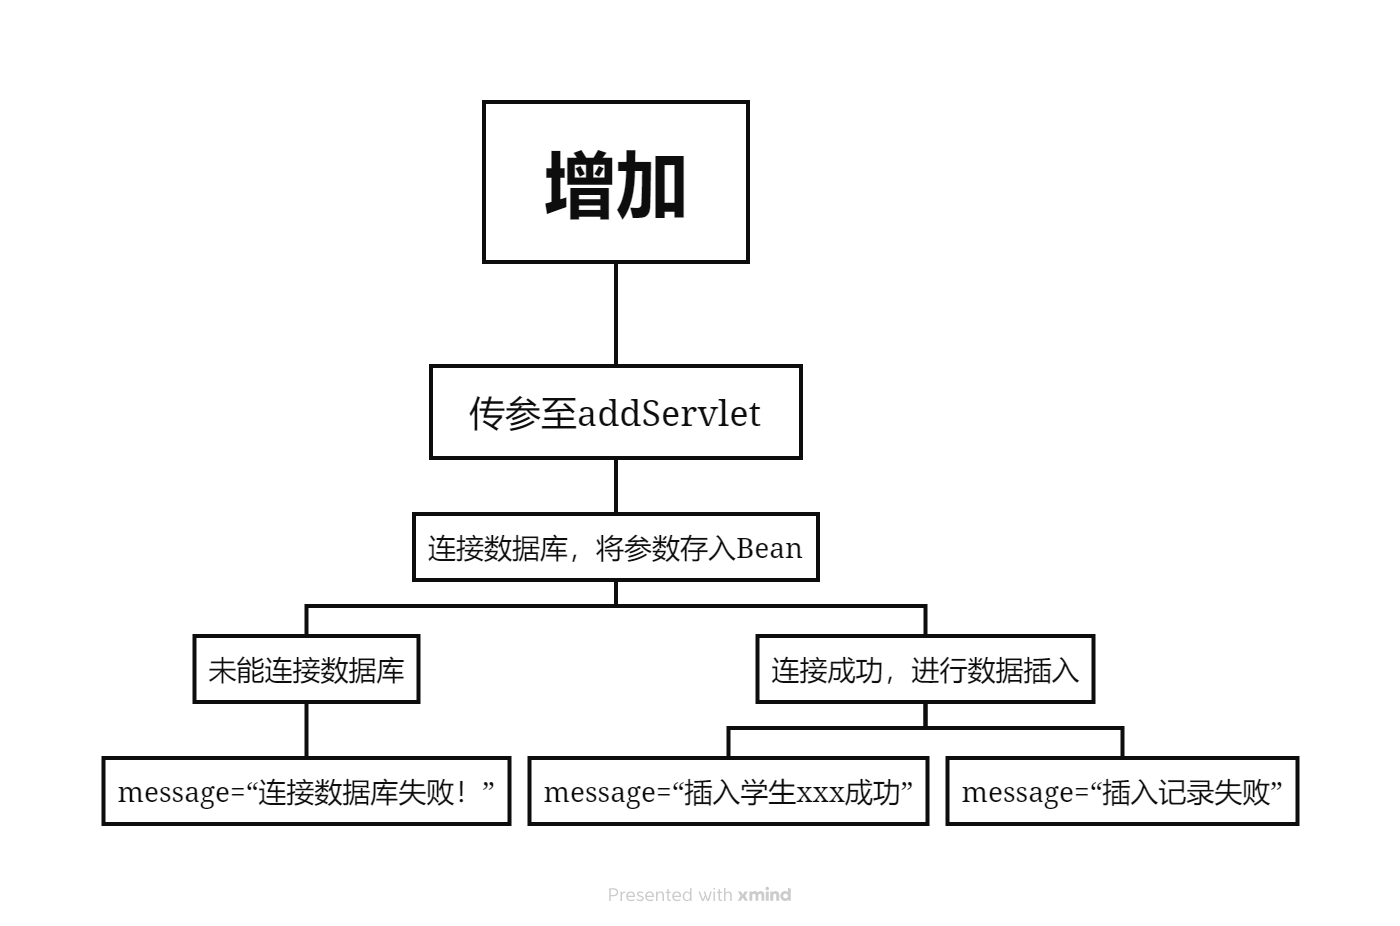 增加
传参至addServlet
连接数据库，将参数存入Bean
未能连接数据库
连接成功，进行数据插入
message=“连接数据库失败！”
message=“插入学生xxx成功”
message=“插入记录失败”
Presented with xmind